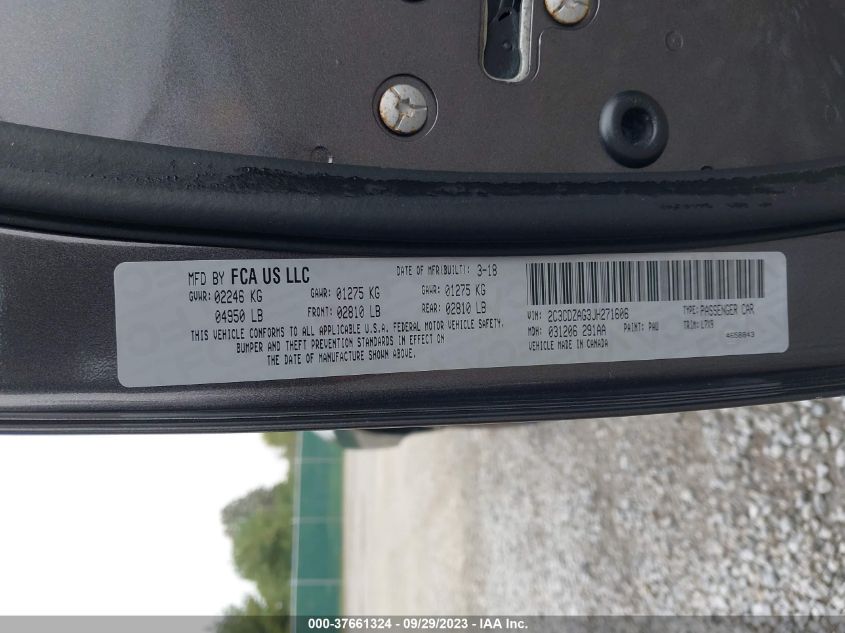 MFD BY FCA US LLC
DATE OF MFR(BUILT): 3-18
GVWR: 02246 KG GAWR: 01275 KG GAWR: 01275 KG
04950 LB FRONT: 02810 LB REAR: 02810 LB
THIS VEHICLE CONFORMS TO ALL APPLICABLE U.S.A. FEDERAL MOTOR VEHICLE SAFETY,
BUMPER AND THEFT PREVENTION STANDARDS IN EFFECT ON
THE DATE OF MANUFACTURE SHOWN ABOVE.
VIN: 2C3CDZAG3JH271606 TYPE: PASSENGER CAR
MDH: 031206 291AA PAINT: PAU TRIM: L7X9
VEHICLE MADE IN CANADA 4658843
000-37661324 - 09/29/2023 - IAA Inc.